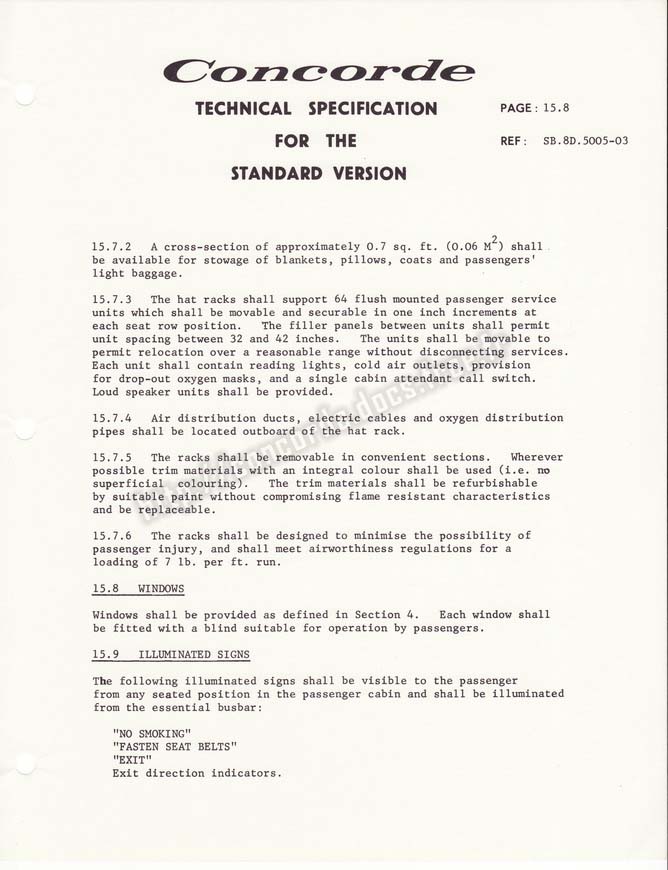 Concorde
TECHNICAL SPECIFICATION
PAGE: 15.8
FOR THE
REF: SB.8D.5005-03
STANDARD VERSION
15.7.2 A cross-section of approximately 0.7 sq. ft. (0.06 M²) shall
be available for stowage of blankets, pillows, coats and passengers'
light baggage.
15.7.3 The hat racks shall support 64 flush mounted passenger service
units which shall be movable and securable in one inch increments at
each seat row position. The filler panels between units shall permit
unit spacing between 32 and 42 inches. The units shall be movable to
permit relocation over a reasonable range without disconnecting services.
Each unit shall contain reading lights, cold air outlets, provision
for drop-out oxygen masks, and a single cabin attendant call switch.
Loud speaker units shall be provided.
15.7.4 Air distribution ducts, electric cables and oxygen distribution
pipes shall be located outboard of the hat rack.
15.7.5 The racks shall be removable in convenient sections. Wherever
possible trim materials with an integral colour shall be used (i.e. no
superficial colouring). The trim materials shall be refurbishable
by suitable paint without compromising flame resistant characteristics
and be replaceable.
15.7.6 The racks shall be designed to minimise the possibility of
passenger injury, and shall meet airworthiness regulations for a
loading of 7 lb. per ft. run.
15.8 WINDOWS
Windows shall be provided as defined in Section 4. Each window shall
be fitted with a blind suitable for operation by passengers.
15.9 ILLUMINATED SIGNS
The following illuminated signs shall be visible to the passenger
from any seated position in the passenger cabin and shall be illuminated
from the essential busbar:
"NO SMOKING"
"FASTEN SEAT BELTS"
"EXIT"
Exit direction indicators.